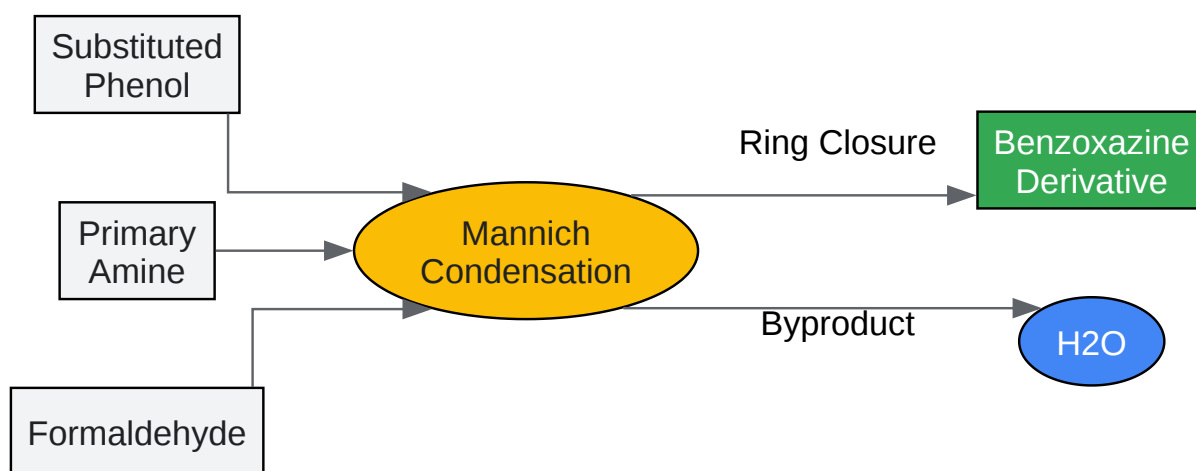 Substituted
Phenol
Primary
Amine
Formaldehyde
Mannich
Condensation
Ring Closure
Byproduct
Benzoxazine
Derivative
H2O